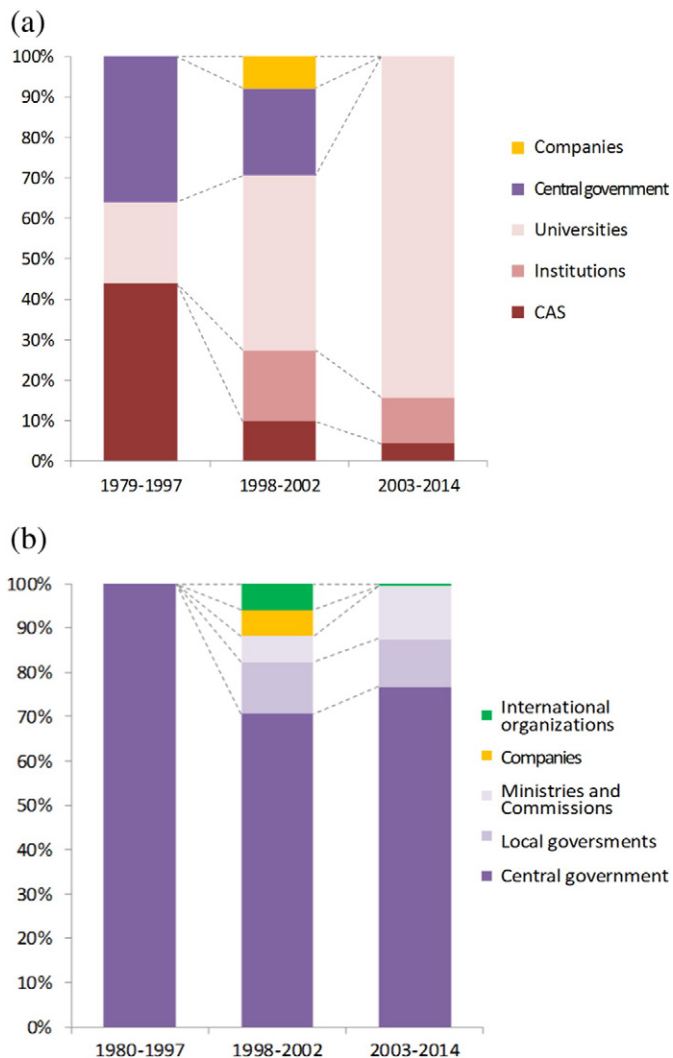 (a)
100%
90%
80%
70%
60%
50%
40%
30%
20%
10%
0%
1979-1997
1998-2002
2003-2014
Companies
Central government
Universities
Institutions
CAS
(b)
100%
90%
80%
70%
60%
50%
40%
30%
20%
10%
0%
1980-1997
1998-2002
2003-2014
International
organizations
Companies
Ministries and
Commissions
Local goversments
Central government